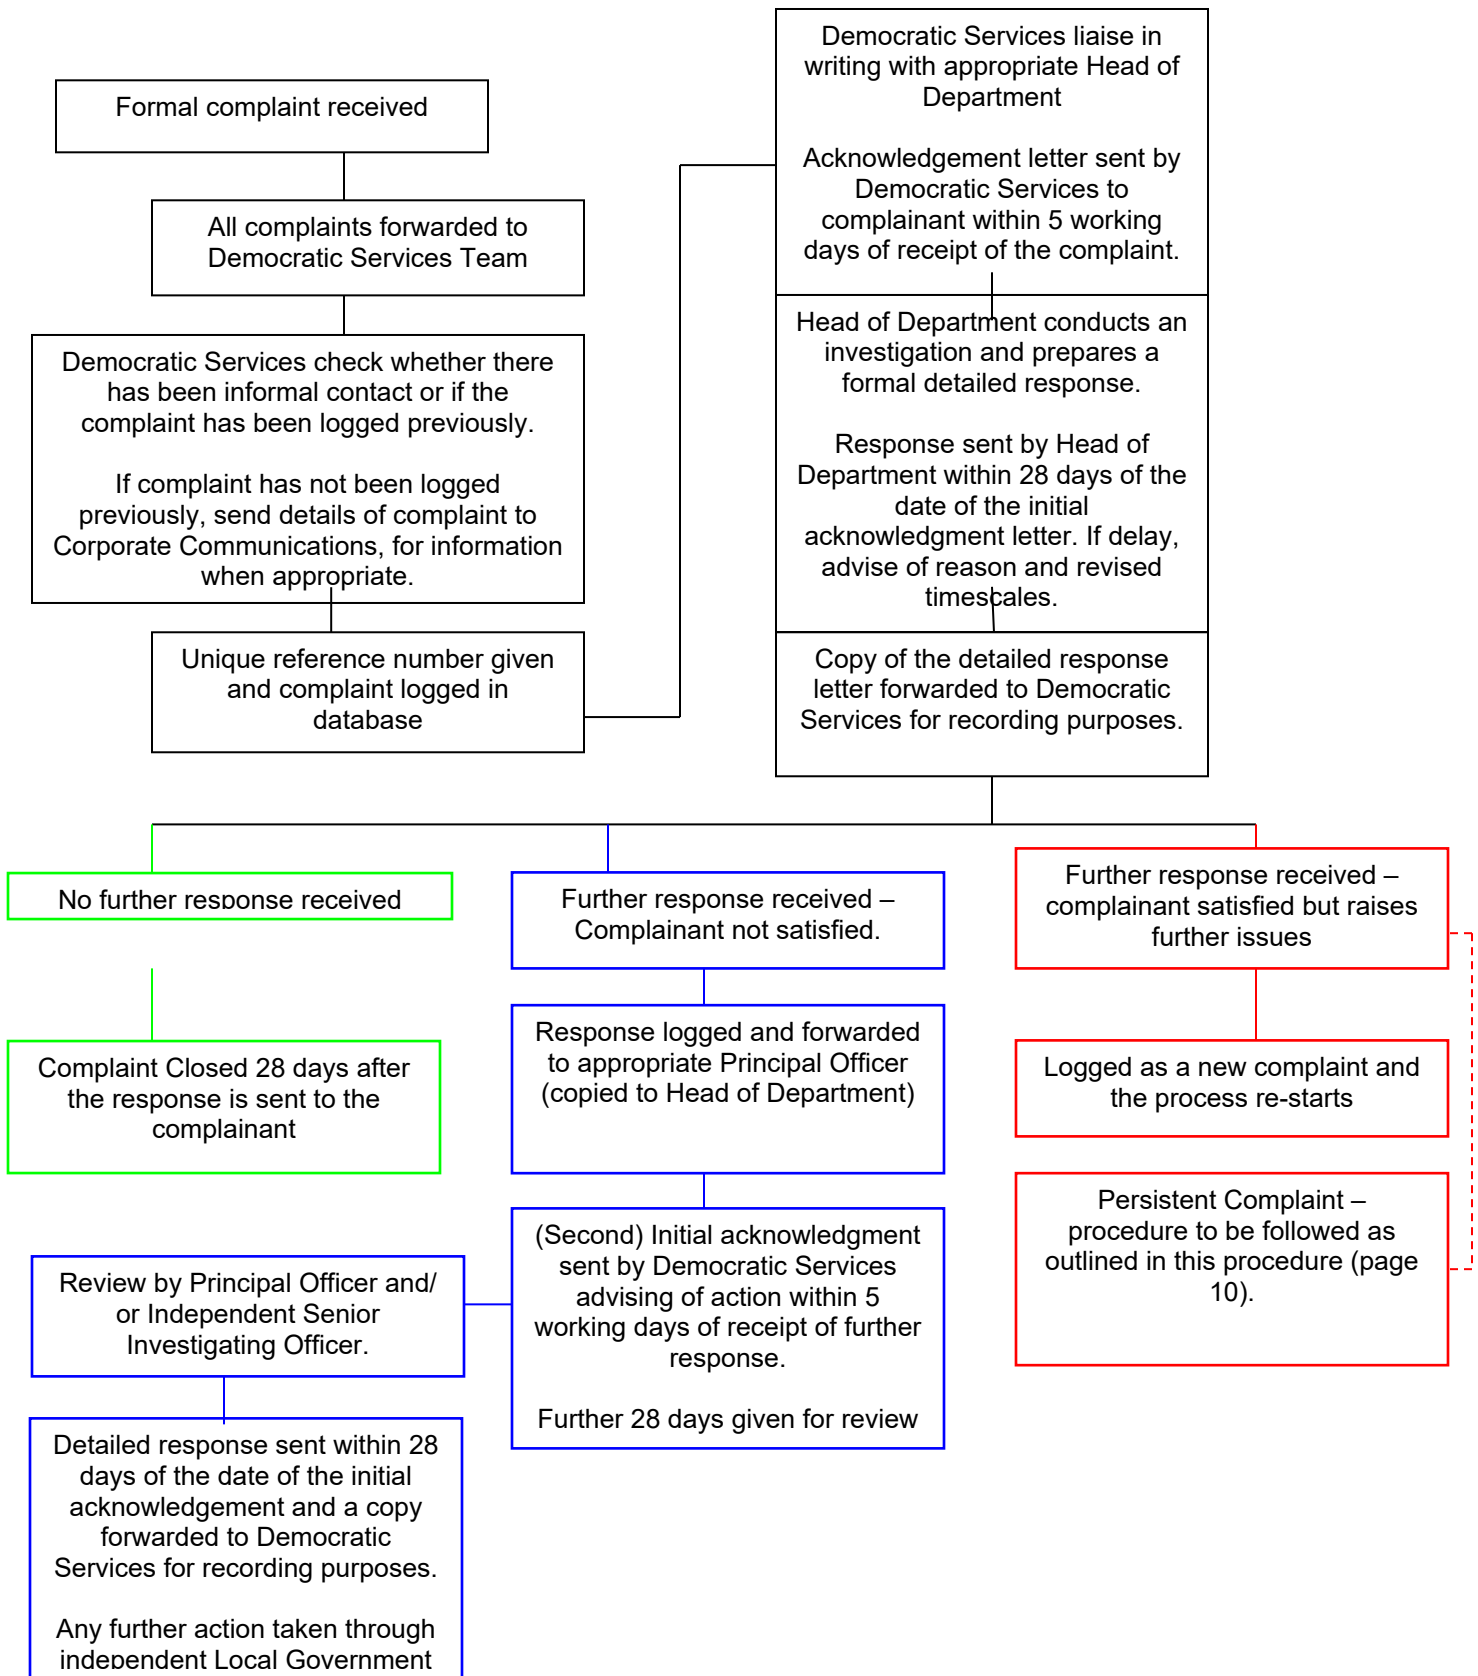 Formal complaint received
All complaints forwarded to
Democratic Services Team
Democratic Services check whether there
has been informal contact or if the
complaint has been logged previously.
If complaint has not been logged
previously, send details of complaint to
Corporate Communications, for information
when appropriate.
Unique reference number given
and complaint logged in
database
Democratic Services liaise in
writing with appropriate Head of
Department
Acknowledgement letter sent by
Democratic Services to
complainant within 5 working
days of receipt of the complaint.
Head of Department conducts an
investigation and prepares a
formal detailed response.
Response sent by Head of
Department within 28 days of the
date of the initial
acknowledgment letter. If delay,
advise of reason and revised
timescales.
Copy of the detailed response
letter forwarded to Democratic
Services for recording purposes.
No further response received
Complaint Closed 28 days after
the response is sent to the
complainant
Further response received –
Complainant not satisfied.
Response logged and forwarded
to appropriate Principal Officer
(copied to Head of Department)
(Second) Initial acknowledgment
sent by Democratic Services
advising of action within 5
working days of receipt of further
response.
Further 28 days given for review
Review by Principal Officer and/
or Independent Senior
Investigating Officer.
Detailed response sent within 28
days of the date of the initial
acknowledgement and a copy
forwarded to Democratic
Services for recording purposes.
Any further action taken through
independent Local Government
Further response received –
complainant satisfied but raises
further issues
Logged as a new complaint and
the process re-starts
Persistent Complaint –
procedure to be followed as
outlined in this procedure (page
10).